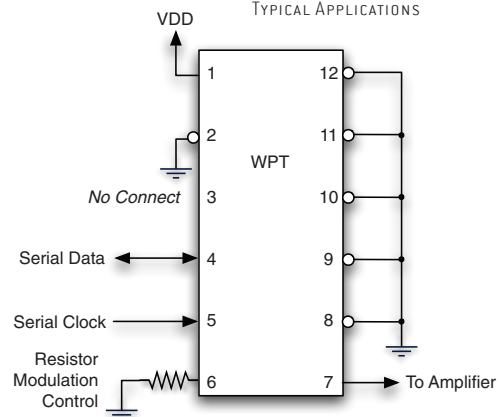 TYPICAL APPLICATIONS
VDD
1
12
2
11
WPT
No Connect
3
10
Serial Data
4
9
Serial Clock
5
8
Resistor
Modulation
Control
6
7
To Amplifier